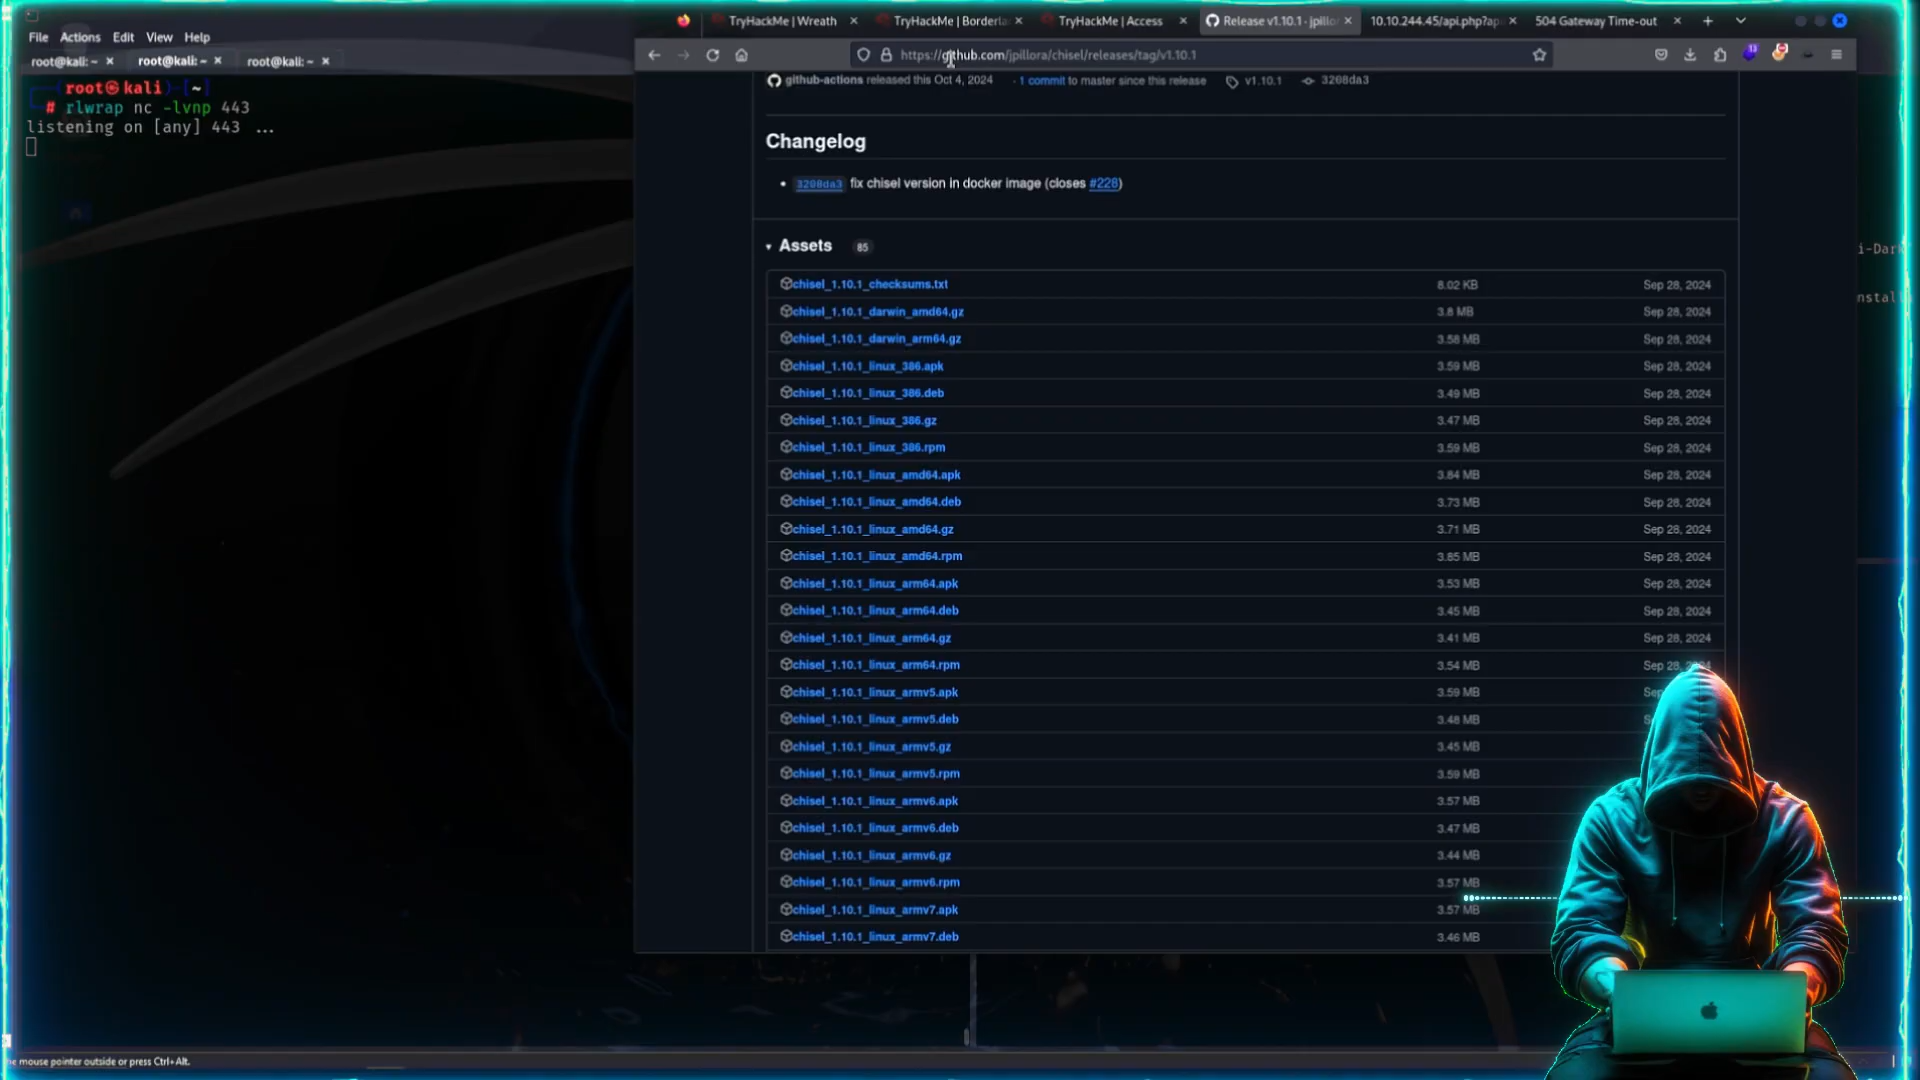 File Actions Edit View Help
root@kali: ~ × root@kali: ~ × root@kali: ~ ×
root㉿kali)-[~]
# rlwrap nc -lvnp 443
listening on [any] 443 ...
TryHackMe | Wreath × TryHackMe | Borderla × TryHackMe | Access × Release v1.10.1 · jpillo × 10.10.244.45/api.php?ap × 504 Gateway Time-out ×
https://github.com/jpillora/chisel/releases/tag/v1.10.1
13
github-actions released this Oct 4, 2024 · 1 commit to master since this release v1.10.1 3208da3
Changelog
• 3208da3 fix chisel version in docker image (closes #228)
Assets 85
chisel_1.10.1_checksums.txt 8.02 KB Sep 28, 2024
chisel_1.10.1_darwin_amd64.gz 3.8 MB Sep 28, 2024
chisel_1.10.1_darwin_arm64.gz 3.58 MB Sep 28, 2024
chisel_1.10.1_linux_386.apk 3.59 MB Sep 28, 2024
chisel_1.10.1_linux_386.deb 3.49 MB Sep 28, 2024
chisel_1.10.1_linux_386.gz 3.47 MB Sep 28, 2024
chisel_1.10.1_linux_386.rpm 3.59 MB Sep 28, 2024
chisel_1.10.1_linux_amd64.apk 3.84 MB Sep 28, 2024
chisel_1.10.1_linux_amd64.deb 3.73 MB Sep 28, 2024
chisel_1.10.1_linux_amd64.gz 3.71 MB Sep 28, 2024
chisel_1.10.1_linux_amd64.rpm 3.85 MB Sep 28, 2024
chisel_1.10.1_linux_arm64.apk 3.53 MB Sep 28, 2024
chisel_1.10.1_linux_arm64.deb 3.45 MB Sep 28, 2024
chisel_1.10.1_linux_arm64.gz 3.41 MB Sep 28, 2024
chisel_1.10.1_linux_arm64.rpm 3.54 MB Sep 28, 2024
chisel_1.10.1_linux_armv5.apk 3.59 MB Sep
chisel_1.10.1_linux_armv5.deb 3.48 MB
chisel_1.10.1_linux_armv5.gz 3.45 MB
chisel_1.10.1_linux_armv5.rpm 3.59 MB
chisel_1.10.1_linux_armv6.apk 3.57 MB
chisel_1.10.1_linux_armv6.deb 3.47 MB
chisel_1.10.1_linux_armv6.gz 3.44 MB
chisel_1.10.1_linux_armv6.rpm 3.57 MB
chisel_1.10.1_linux_armv7.apk 3.57 MB
chisel_1.10.1_linux_armv7.deb 3.46 MB
i-Dark
nstall
e mouse pointer outside or press Ctrl+Alt.